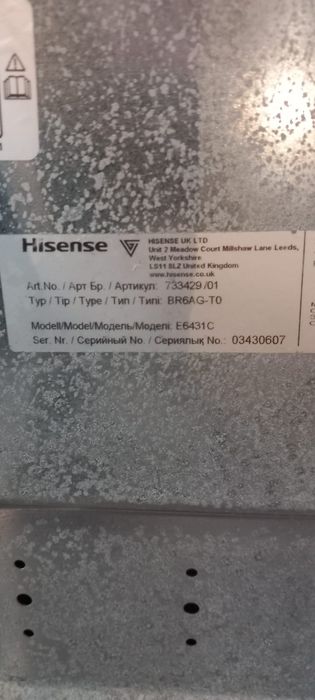 Hisense
HISENSE UK LTD
Unit 2 Meadow Court Millshaw Lane Leeds,
West Yorkshire
LS11 8LZ United Kingdom
www.hisense.co.uk
Art.No. / Арт Бр. / Артикул: 733429/01
Typ / Tip / Type / Тип / Типі: BR6AG-T0
Modell/Model/Модель/Моделі: E6431C
Ser. Nr. / Серийный No. / Сериялық No.: 03430607